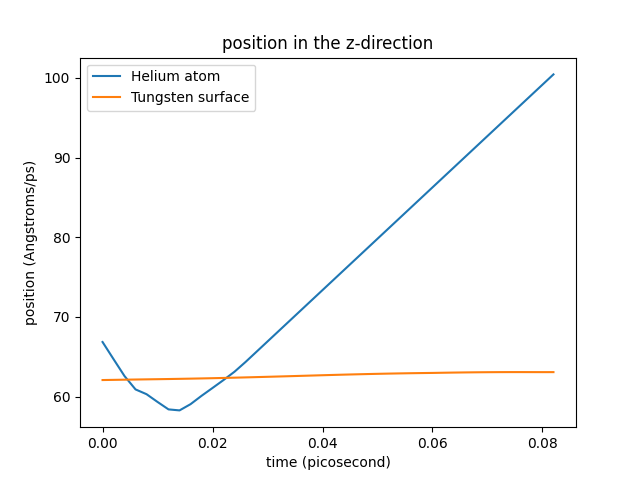 position in the z-direction
Helium atom
Tungsten surface
position (Angstroms/ps)
100
90
80
70
60
0.00 0.02 0.04 0.06 0.08
time (picosecond)